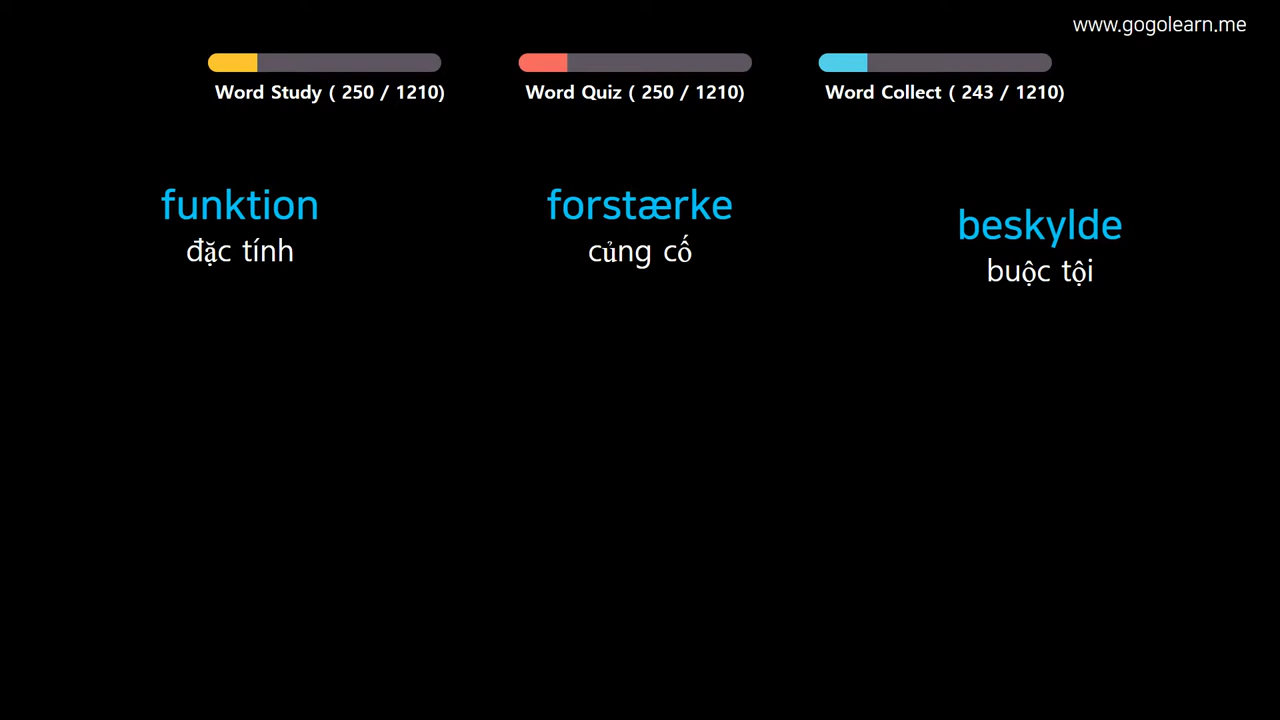 www.gogolearn.me
Word Study ( 250 / 1210)
Word Quiz ( 250 / 1210)
Word Collect ( 243 / 1210)
funktion
đặc tính
forstærke
củng cố
beskylde
buộc tội